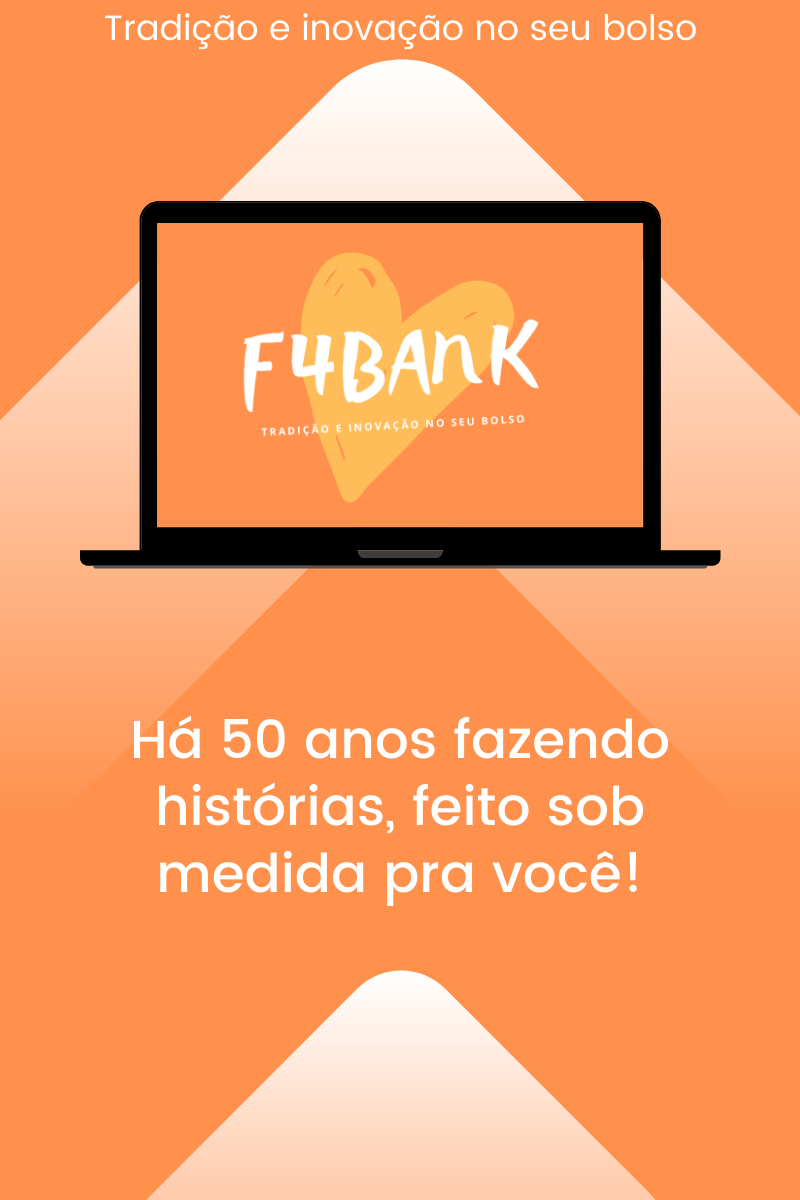 Tradição e inovação no seu bolso
F4BANK
TRADIÇÃO E INOVAÇÃO NO SEU BOLSO
Há 50 anos fazendo
histórias, feito sob
medida pra você!